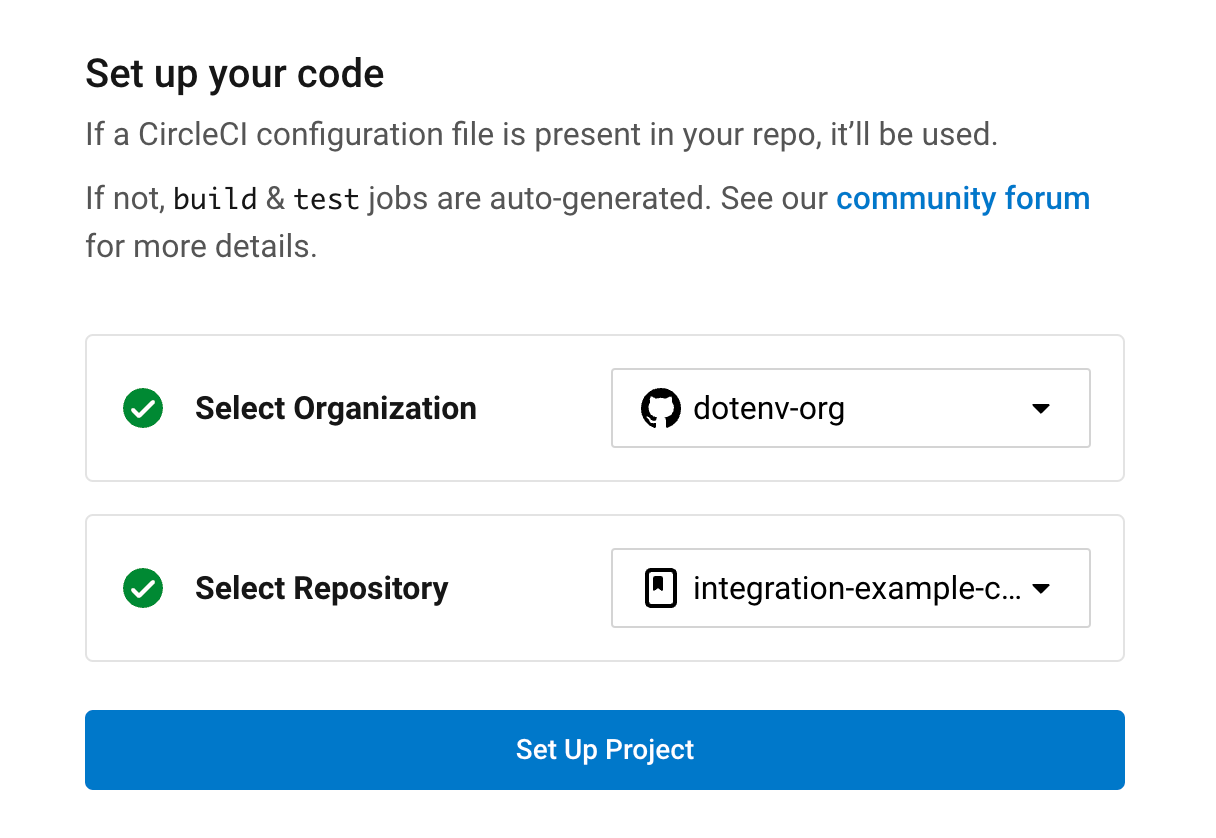 Set up your code
If a CircleCI configuration file is present in your repo, it’ll be used.
If not, build & test jobs are auto-generated. See our community forum
for more details.
Select Organization
dotenv-org
Select Repository
integration-example-c...
Set Up Project